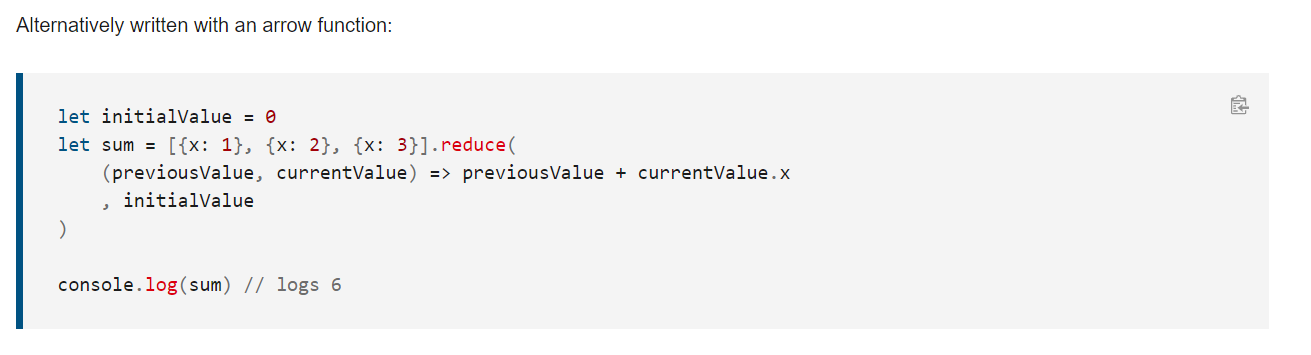 Alternatively written with an arrow function:
let initialValue = 0
let sum = [{x: 1}, {x: 2}, {x: 3}].reduce(
    (previousValue, currentValue) => previousValue + currentValue.x
    , initialValue
)
console.log(sum) // logs 6